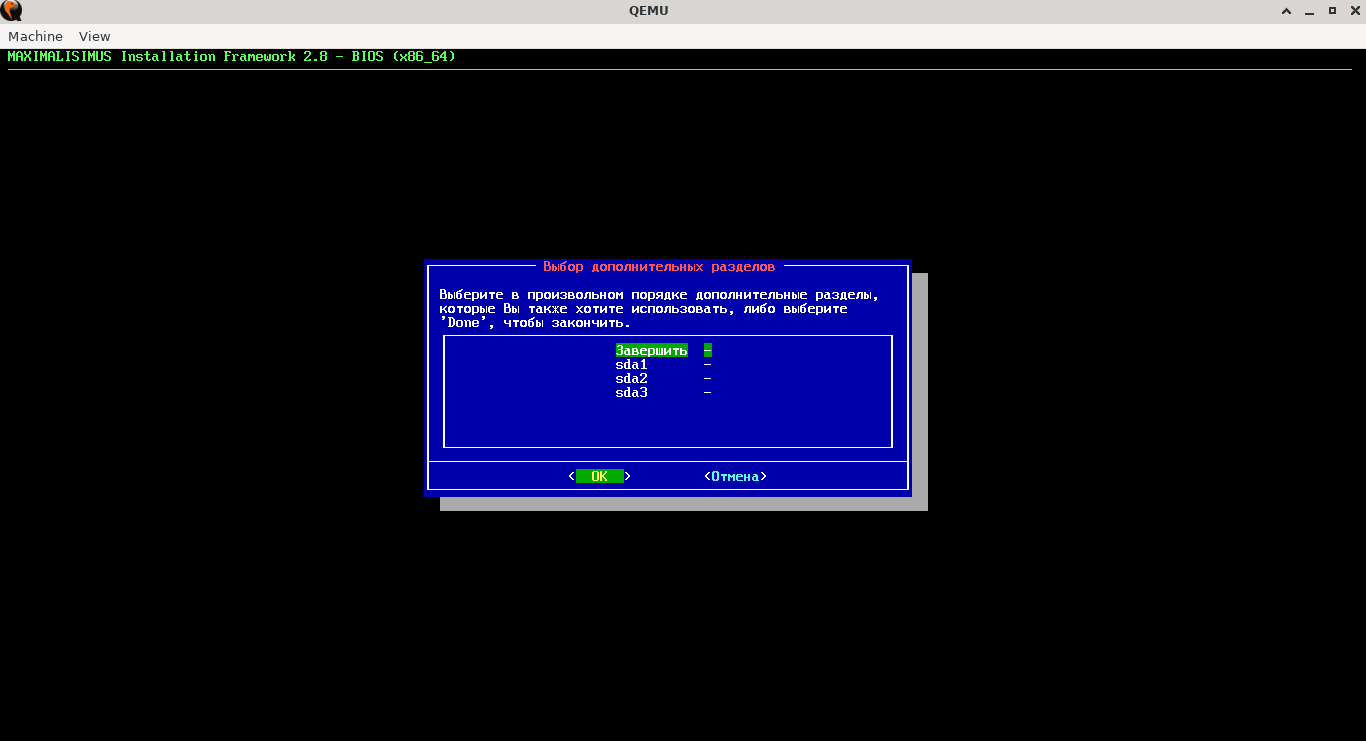 QEMU
Machine View
MAXIMALISIMUS Installation Framework 2.8 – BIOS (x86_64)
Выбор дополнительных разделов
Выберите в произвольном порядке дополнительные разделы,
которые Вы также хотите использовать, либо выберите
'Done', чтобы закончить.
Завершить –
sda1 –
sda2 –
sda3 –
< OK > <Отмена>